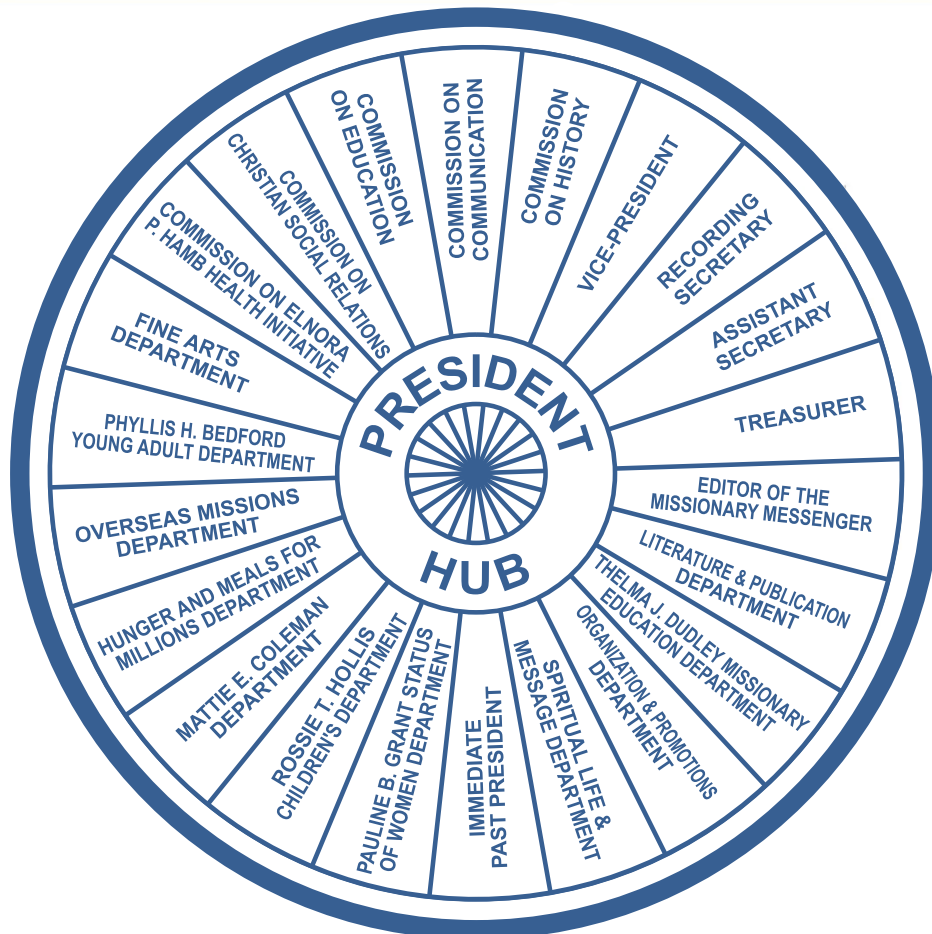 PRESIDENT
HUB
COMMISSION ON
COMMUNICATION
COMMISSION
ON HISTORY
VICE-PRESIDENT
RECORDING
SECRETARY
ASSISTANT
SECRETARY
TREASURER
EDITOR OF THE
MISSIONARY MESSENGER
LITERATURE & PUBLICATION
DEPARTMENT
THELMA J. DUDLEY MISSIONARY
EDUCATION DEPARTMENT
ORGANIZATION & PROMOTIONS
DEPARTMENT
SPIRITUAL LIFE &
MESSAGE DEPARTMENT
IMMEDIATE
PAST PRESIDENT
PAULINE B. GRANT STATUS
OF WOMEN DEPARTMENT
ROSSIE T. HOLLIS
CHILDREN'S DEPARTMENT
MATTIE E. COLEMAN
DEPARTMENT
HUNGER AND MEALS FOR
MILLIONS DEPARTMENT
OVERSEAS MISSIONS
DEPARTMENT
PHYLLIS H. BEDFORD
YOUNG ADULT DEPARTMENT
FINE ARTS
DEPARTMENT
COMMISSION ON ELNORA
P. HAMB HEALTH INITIATIVE
COMMISSION ON
CHRISTIAN SOCIAL RELATIONS
COMMISSION
ON EDUCATION